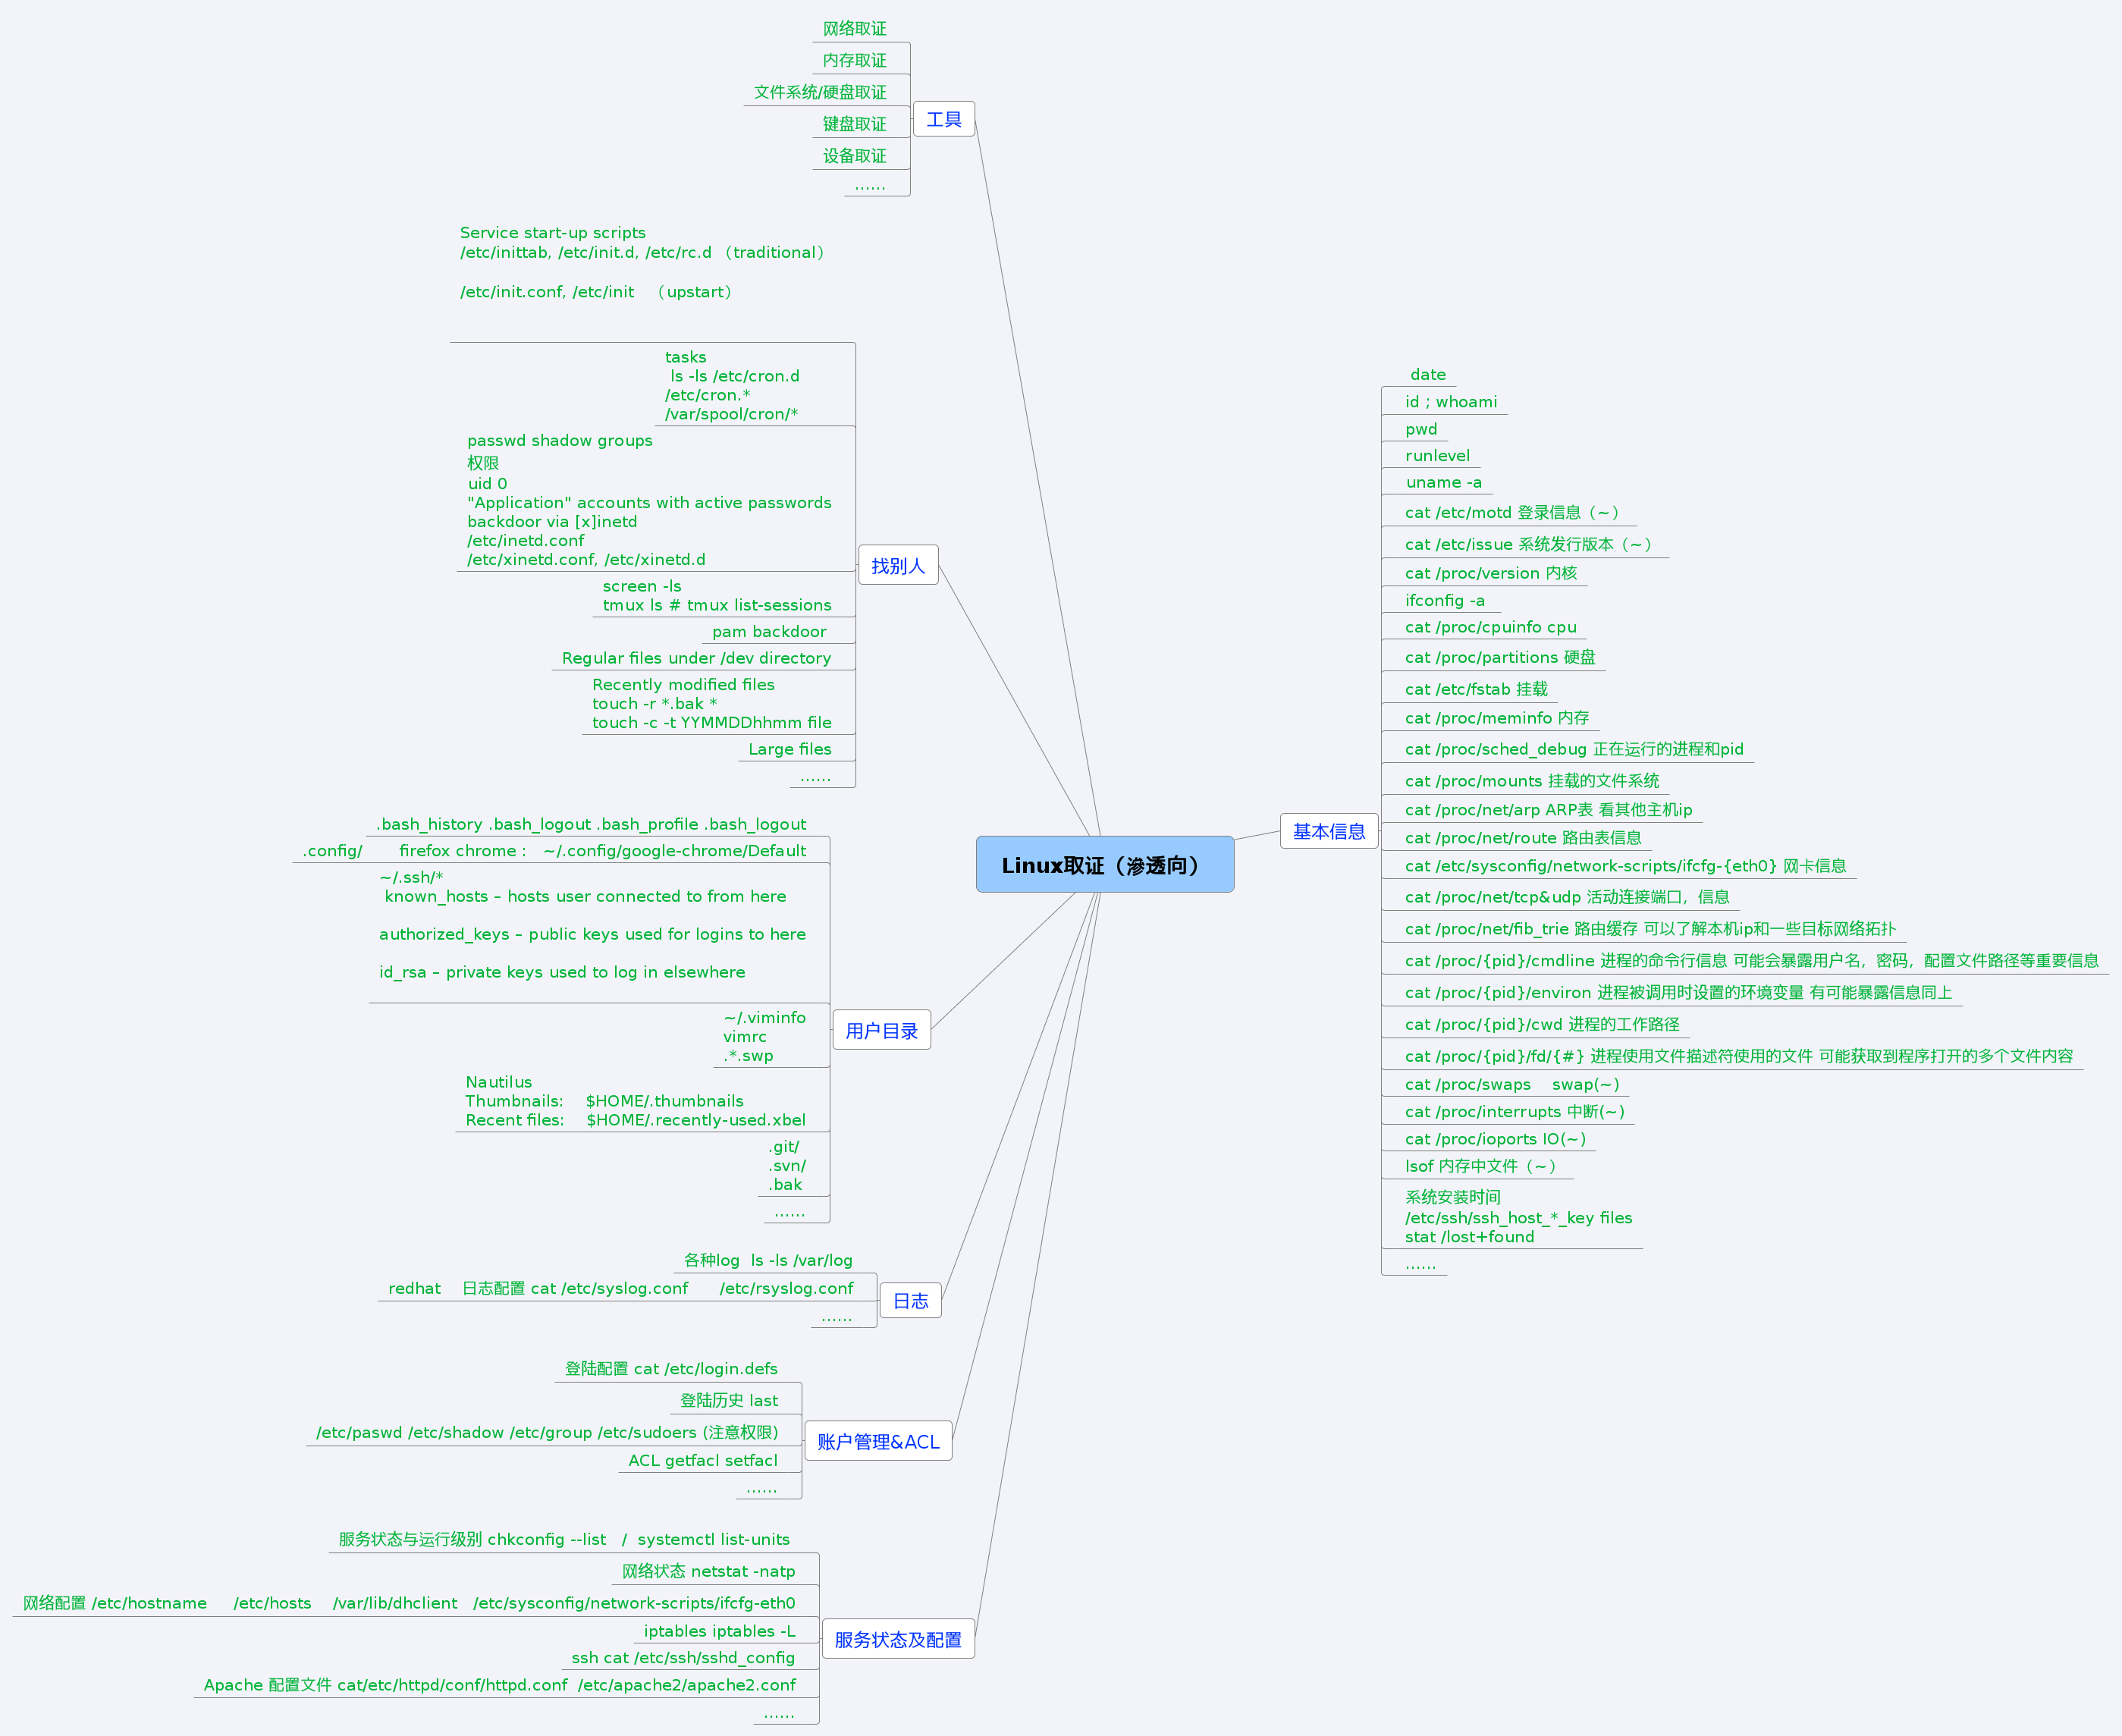 网络取证
内存取证
文件系统/硬盘取证
键盘取证
设备取证
......
工具
Service start-up scripts
/etc/inittab, /etc/init.d, /etc/rc.d （traditional）
/etc/init.conf, /etc/init （upstart）
tasks
ls -ls /etc/cron.d
/etc/cron.*
/var/spool/cron/*
passwd shadow groups
权限
uid 0
"Application" accounts with active passwords
backdoor via [x]inetd
/etc/inetd.conf
/etc/xinetd.conf, /etc/xinetd.d
screen -ls
tmux ls # tmux list-sessions
pam backdoor
Regular files under /dev directory
Recently modified files
touch -r *.bak *
touch -c -t YYMMDDhhmm file
Large files
......
找别人
.bash_history .bash_logout .bash_profile .bash_logout
.config/ firefox chrome : ~/.config/google-chrome/Default
~/.ssh/*
known_hosts – hosts user connected to from here
authorized_keys – public keys used for logins to here
id_rsa – private keys used to log in elsewhere
~/.viminfo
vimrc
.*.swp
Nautilus
Thumbnails: $HOME/.thumbnails
Recent files: $HOME/.recently-used.xbel
.git/
.svn/
.bak
......
用户目录
各种log ls -ls /var/log
redhat 日志配置 cat /etc/syslog.conf /etc/rsyslog.conf
......
日志
登陆配置 cat /etc/login.defs
登陆历史 last
/etc/paswd /etc/shadow /etc/group /etc/sudoers (注意权限)
ACL getfacl setfacl
......
账户管理&ACL
服务状态与运行级别 chkconfig --list / systemctl list-units
网络状态 netstat -natp
网络配置 /etc/hostname /etc/hosts /var/lib/dhclient /etc/sysconfig/network-scripts/ifcfg-eth0
iptables iptables -L
ssh cat /etc/ssh/sshd_config
Apache 配置文件 cat/etc/httpd/conf/httpd.conf /etc/apache2/apache2.conf
......
服务状态及配置
Linux取证（渗透向）
基本信息
date
id ; whoami
pwd
runlevel
uname -a
cat /etc/motd 登录信息（~）
cat /etc/issue 系统发行版本（~）
cat /proc/version 内核
ifconfig -a
cat /proc/cpuinfo cpu
cat /proc/partitions 硬盘
cat /etc/fstab 挂载
cat /proc/meminfo 内存
cat /proc/sched_debug 正在运行的进程和pid
cat /proc/mounts 挂载的文件系统
cat /proc/net/arp ARP表 看其他主机ip
cat /proc/net/route 路由表信息
cat /etc/sysconfig/network-scripts/ifcfg-{eth0} 网卡信息
cat /proc/net/tcp&udp 活动连接端口，信息
cat /proc/net/fib_trie 路由缓存 可以了解本机ip和一些目标网络拓扑
cat /proc/{pid}/cmdline 进程的命令行信息 可能会暴露用户名，密码，配置文件路径等重要信息
cat /proc/{pid}/environ 进程被调用时设置的环境变量 有可能暴露信息同上
cat /proc/{pid}/cwd 进程的工作路径
cat /proc/{pid}/fd/{#} 进程使用文件描述符使用的文件 可能获取到程序打开的多个文件内容
cat /proc/swaps swap(~)
cat /proc/interrupts 中断(~)
cat /proc/ioports IO(~)
lsof 内存中文件（~）
系统安装时间
/etc/ssh/ssh_host_*_key files
stat /lost+found
......